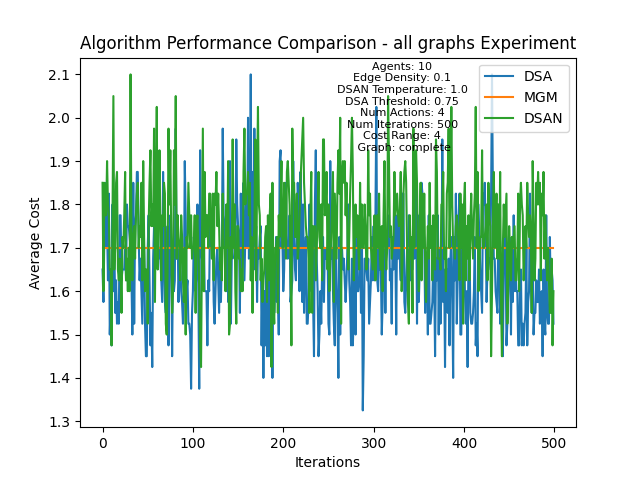 Algorithm Performance Comparison - all graphs Experiment
Agents: 10
Edge Density: 0.1
DSAN Temperature: 1.0
DSA Threshold: 0.75
Num Actions: 4
Num Iterations: 500
Cost Range: 4
Graph: complete
DSA
MGM
DSAN
Average Cost
2.1
2.0
1.9
1.8
1.7
1.6
1.5
1.4
1.3
0
100
200
300
400
500
Iterations